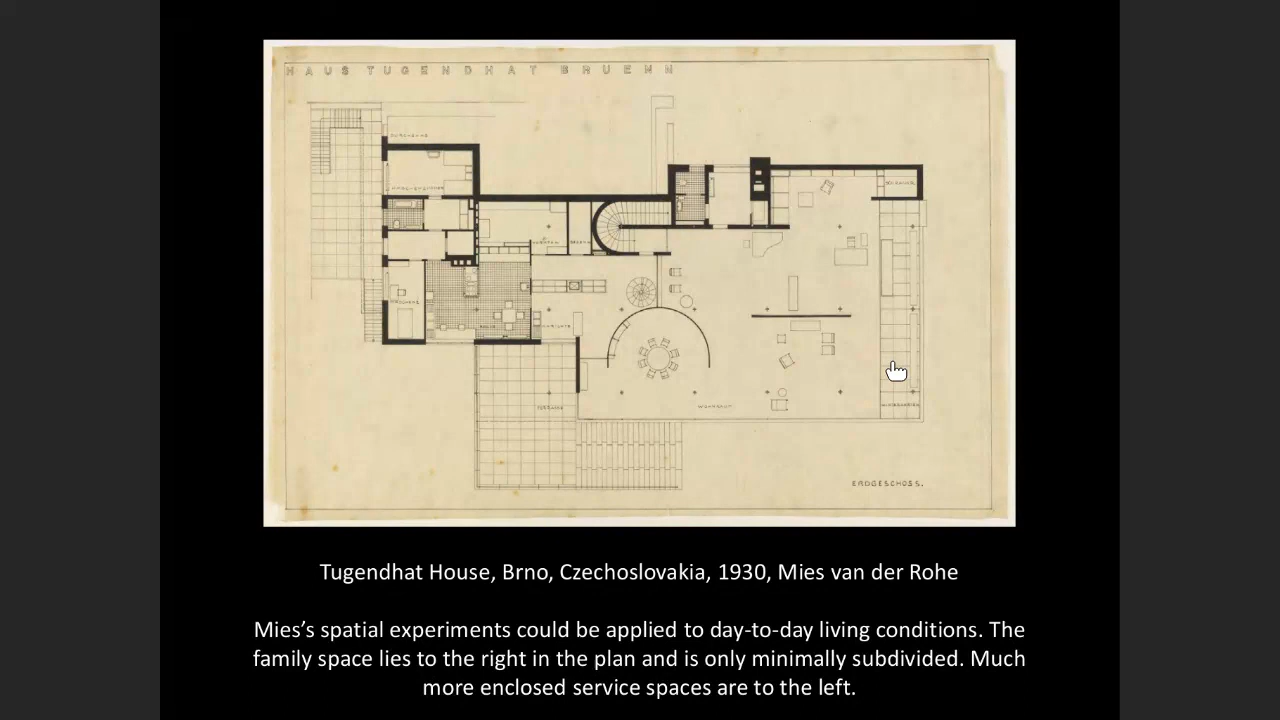 HAUS TUGENDHAT BRUENN
TERRASSE
WOHNRAUM
ERDGESCHOSS.
Tugendhat House, Brno, Czechoslovakia, 1930, Mies van der Rohe
Mies’s spatial experiments could be applied to day-to-day living conditions. The
family space lies to the right in the plan and is only minimally subdivided. Much
more enclosed service spaces are to the left.